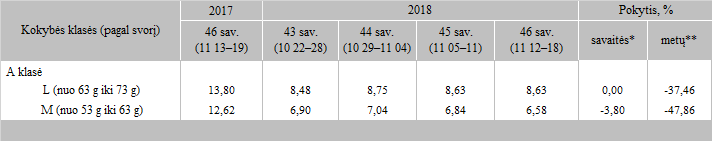 Kokybės klasės (pagal svorį) 2017 2018 Pokytis, %
46 sav. (11 13–19) 43 sav. (10 22–28) 44 sav. (10 29–11 04) 45 sav. (11 05–11) 46 sav. (11 12–18) savaitės* metų**
A klasė
L (nuo 63 g iki 73 g) 13,80 8,48 8,75 8,63 8,63 0,00 -37,46
M (nuo 53 g iki 63 g) 12,62 6,90 7,04 6,84 6,58 -3,80 -47,86